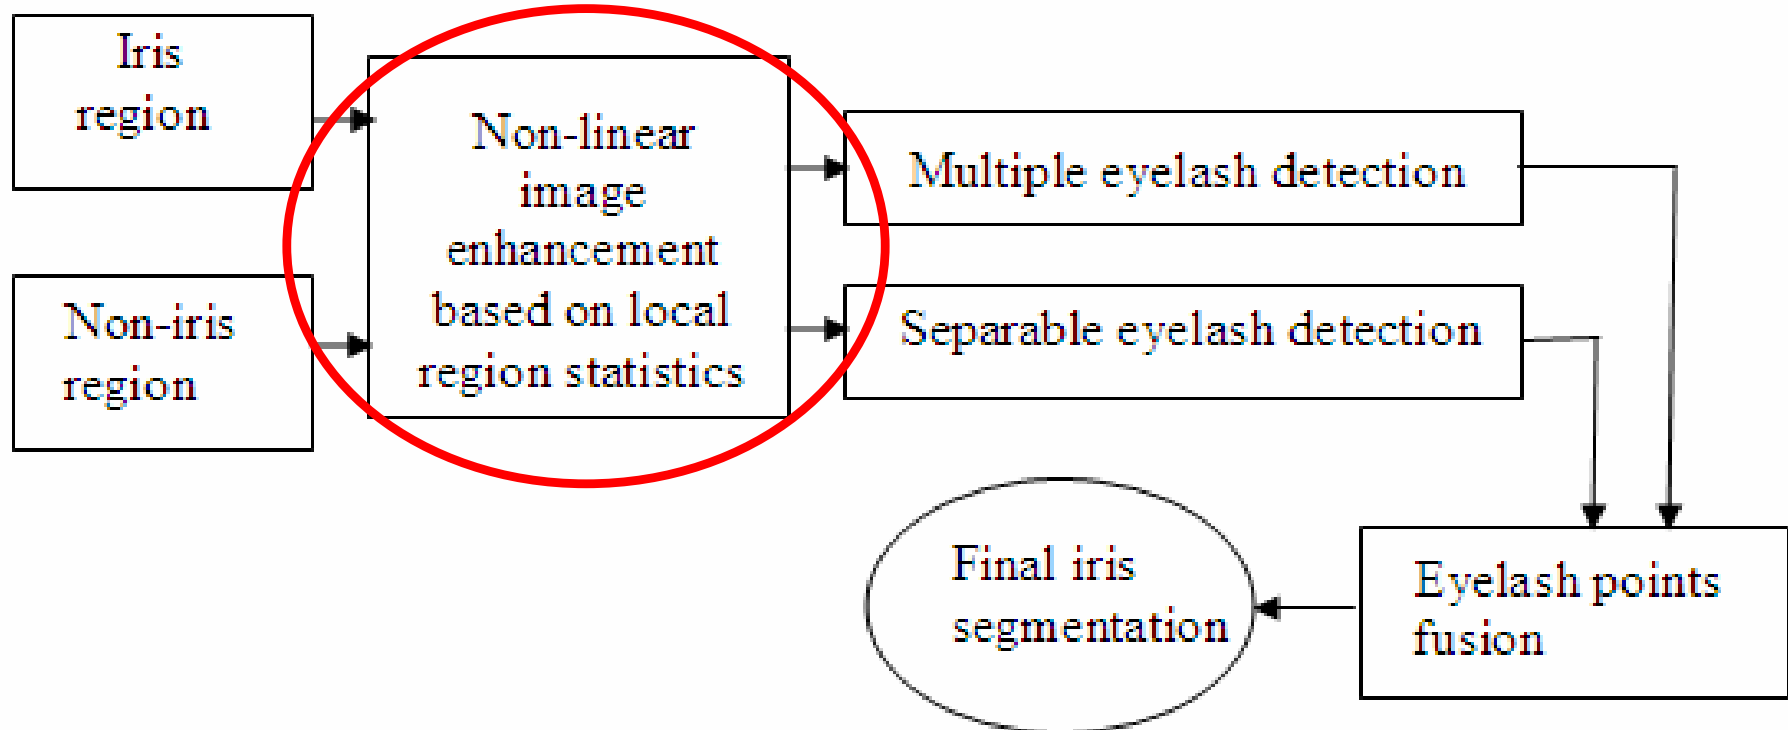 Iris
region
Non-iris
region
Non-linear
image
enhancement
based on local
region statistics
Multiple eyelash detection
Separable eyelash detection
Eyelash points
fusion
Final iris
segmentation